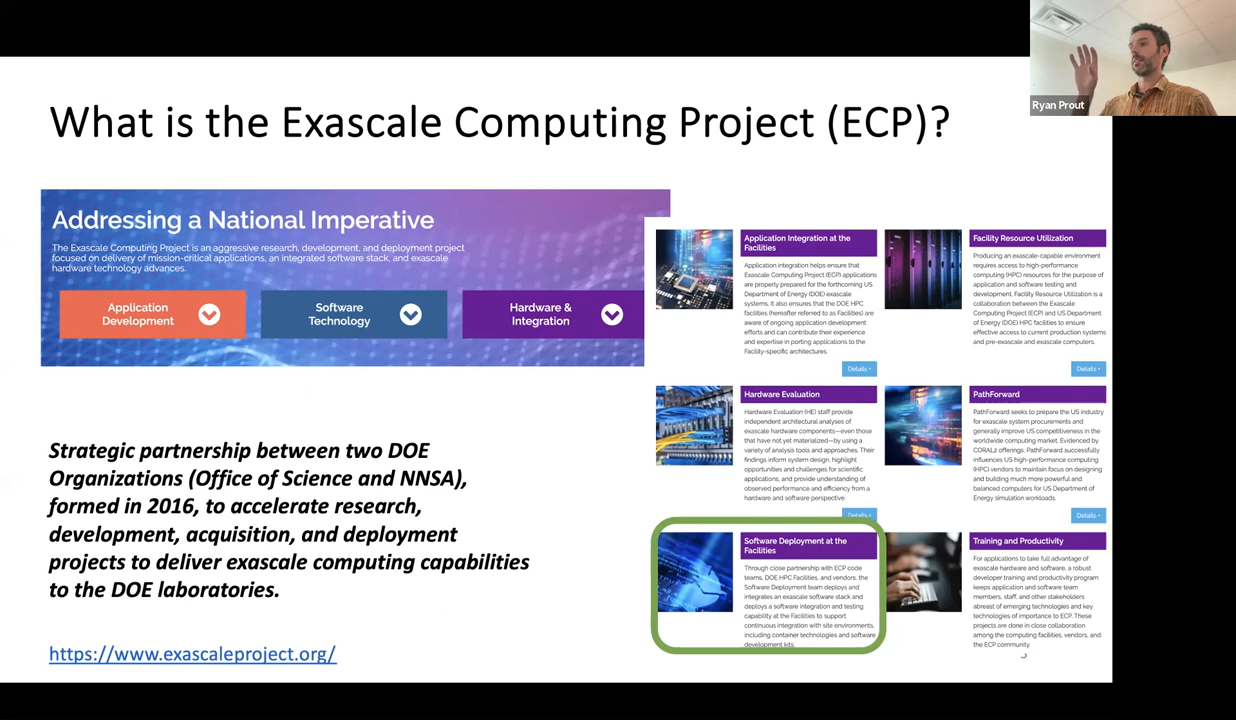 Ryan Prout
What is the Exascale Computing Project (ECP)?
Addressing a National Imperative
The Exascale Computing Project is an aggressive research, development, and deployment project
focused on delivery of mission-critical applications, an integrated software stack, and exascale
hardware technology advances.
Application
Development
Software
Technology
Hardware &
Integration
Strategic partnership between two DOE
Organizations (Office of Science and NNSA),
formed in 2016, to accelerate research,
development, acquisition, and deployment
projects to deliver exascale computing capabilities
to the DOE laboratories.
https://www.exascaleproject.org/
Application Integration at the
Facilities
Application integration helps ensure that
Exascale Computing Project (ECP) applications
are properly prepared for the forthcoming US
Department of Energy (DOE) exascale
systems. It also ensures that the DOE HPC
facilities (hereafter referred to as Facilities) are
aware of ongoing application development
efforts and can contribute their experience
and expertise in porting applications to the
Facility-specific architectures.
Details
Facility Resource Utilization
Producing an exascale-capable environment
requires access to high-performance
computing (HPC) resources for the purpose of
application and software testing and
development. Facility Resource Utilization is a
collaboration between the Exascale
Computing Project (ECP) and US Department
of Energy (DOE) HPC facilities to ensure
effective access to current production systems
and pre-exascale and exascale computers.
Details
Hardware Evaluation
Hardware Evaluation (HE) staff provide
independent architectural analyses of
exascale hardware components—even those
that have not yet materialized—by using a
variety of analysis tools and approaches. Their
findings inform system design, highlight
opportunities and challenges for scientific
applications, and provide understanding of
observed performance and efficiency from a
hardware and software perspective.
Details
PathForward
PathForward seeks to prepare the US industry
for exascale system procurements and
generally improve US competitiveness in the
worldwide computing market. Evidenced by
CORAL2 offerings, PathForward successfully
influences US high-performance computing
(HPC) vendors to maintain focus on designing
and building much more powerful and
balanced computers for US Department of
Energy simulation workloads.
Details
Software Deployment at the
Facilities
Through close partnership with ECP code
teams, DOE HPC Facilities, and vendors, the
Software Deployment team deploys and
integrates an exascale software stack and
deploys a software integration and testing
capability at the Facilities to support
continuous integration with site environments,
including container technologies and software
development kits.
Training and Productivity
For applications to take full advantage of
exascale hardware and software, a robust
developer training and productivity program
keeps application and software team
members, staff, and other stakeholders
abreast of emerging technologies and key
technologies of importance to ECP. These
projects are done in close collaboration
among the computing facilities, vendors, and
the ECP community